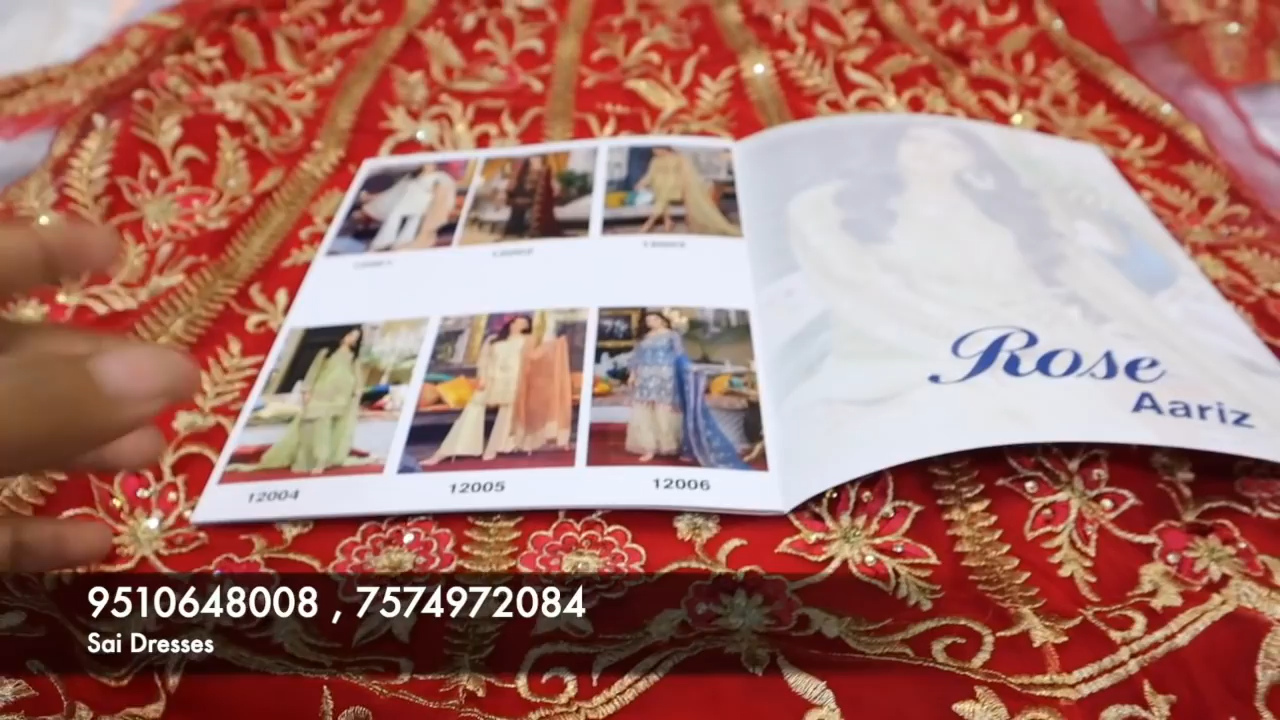 12004
12005
12006
Rose
Aariz
9510648008 , 7574972084
Sai Dresses